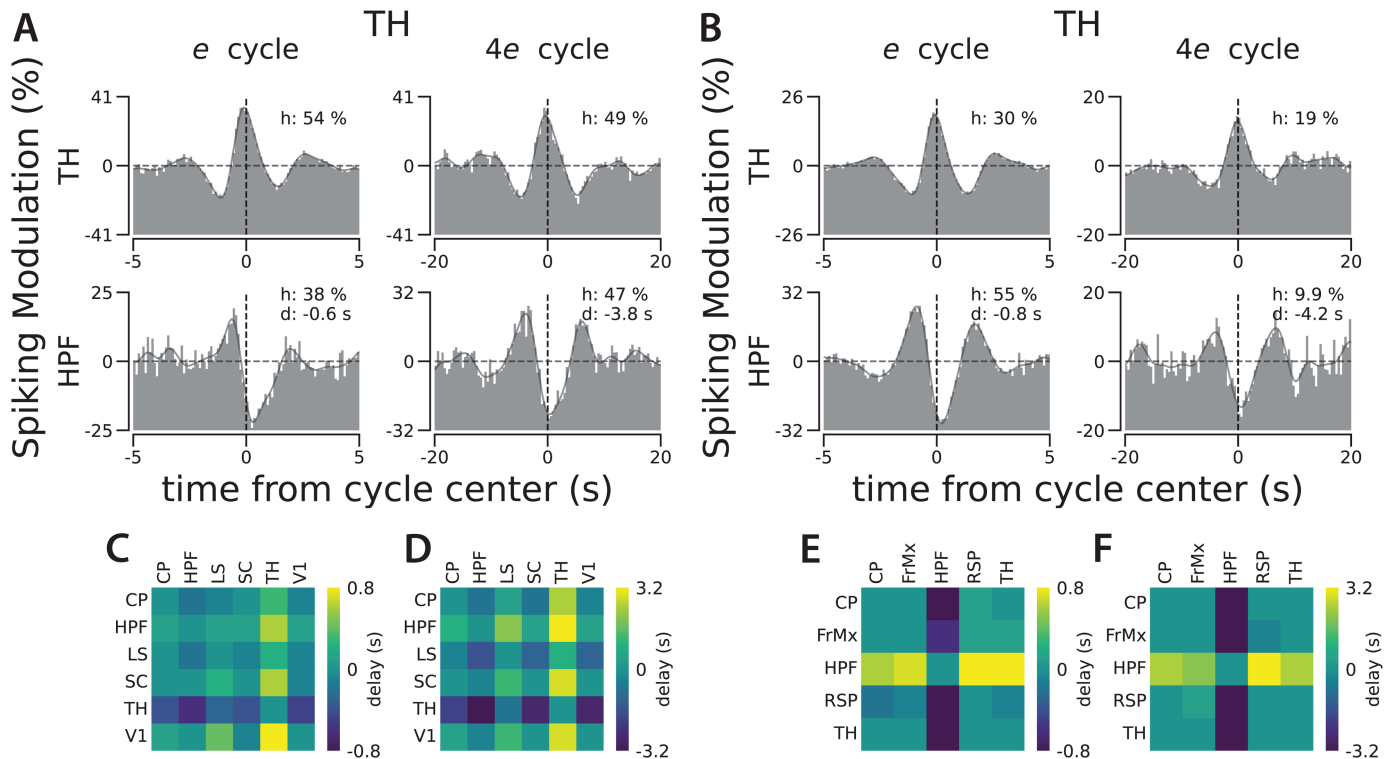 A
TH
e cycle
4e cycle
Spiking Modulation (%)
TH
41
0
-41
-5
0
5
h: 54 %
41
0
-41
-20
0
20
h: 49 %
HPF
25
0
-25
-5
0
5
h: 38 %
d: -0.6 s
32
0
-32
-20
0
20
h: 47 %
d: -3.8 s
time from cycle center (s)
B
TH
e cycle
4e cycle
Spiking Modulation (%)
TH
26
0
-26
-5
0
5
h: 30 %
20
0
-20
-20
0
20
h: 19 %
HPF
32
0
-32
-5
0
5
h: 55 %
d: -0.8 s
20
0
-20
-20
0
20
h: 9.9 %
d: -4.2 s
time from cycle center (s)
C
CP HPF LS SC TH V1
CP
HPF
LS
SC
TH
V1
0.8
0
-0.8
delay (s)
D
CP HPF LS SC TH V1
CP
HPF
LS
SC
TH
V1
3.2
0
-3.2
delay (s)
E
CP FrMx HPF RSP TH
CP
FrMx
HPF
RSP
TH
0.8
0
-0.8
delay (s)
F
CP FrMx HPF RSP TH
CP
FrMx
HPF
RSP
TH
3.2
0
-3.2
delay (s)